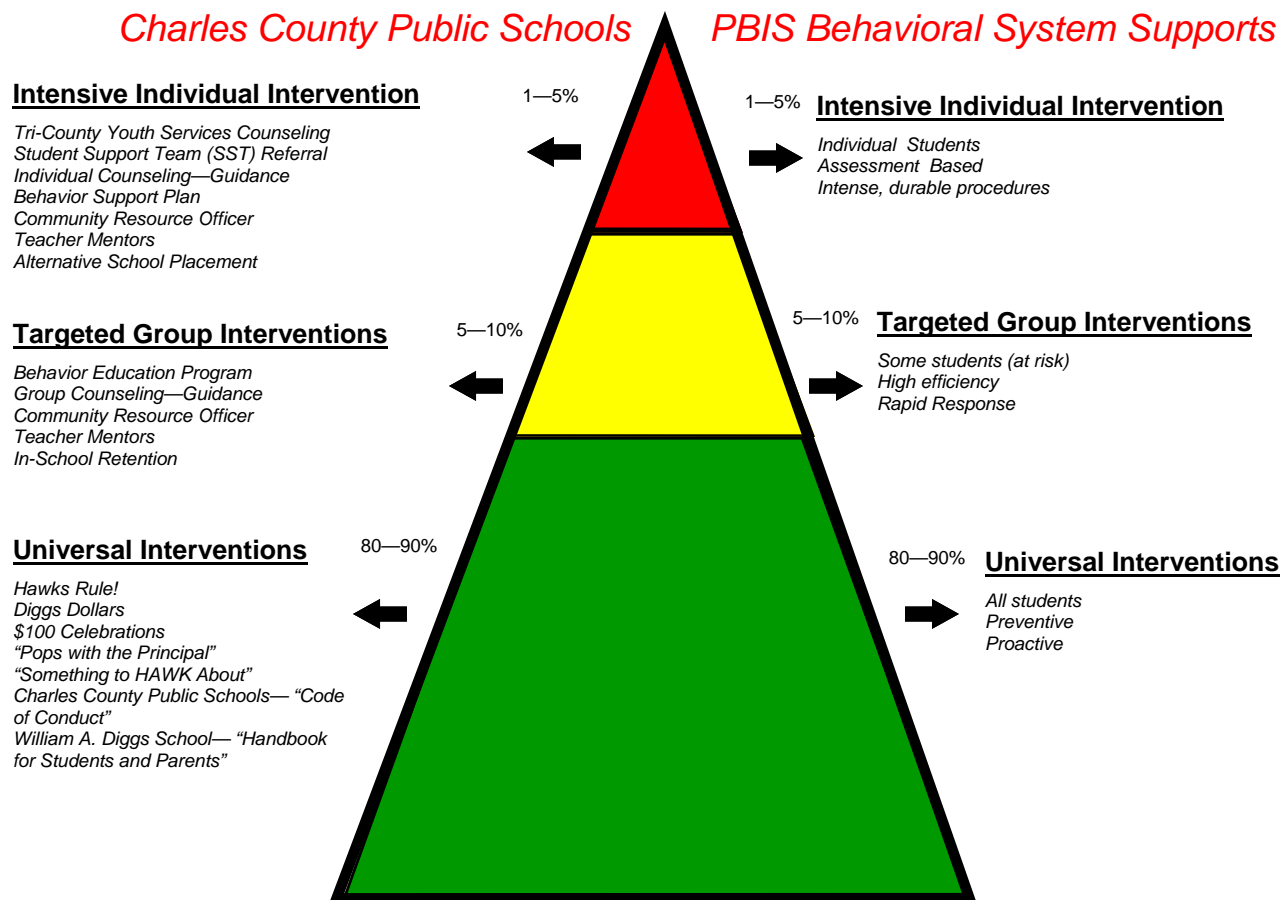 Charles County Public Schools PBIS Behavioral System Supports
Intensive Individual Intervention
1—5%
Tri-County Youth Services Counseling
Student Support Team (SST) Referral
Individual Counseling—Guidance
Behavior Support Plan
Community Resource Officer
Teacher Mentors
Alternative School Placement
1—5%
Intensive Individual Intervention
Individual Students
Assessment Based
Intense, durable procedures
Targeted Group Interventions
5—10%
Behavior Education Program
Group Counseling—Guidance
Community Resource Officer
Teacher Mentors
In-School Retention
5—10%
Targeted Group Interventions
Some students (at risk)
High efficiency
Rapid Response
Universal Interventions
80—90%
Hawks Rule!
Diggs Dollars
$100 Celebrations
“Pops with the Principal”
“Something to HAWK About”
Charles County Public Schools— “Code
of Conduct”
William A. Diggs School— “Handbook
for Students and Parents”
80—90%
Universal Interventions
All students
Preventive
Proactive